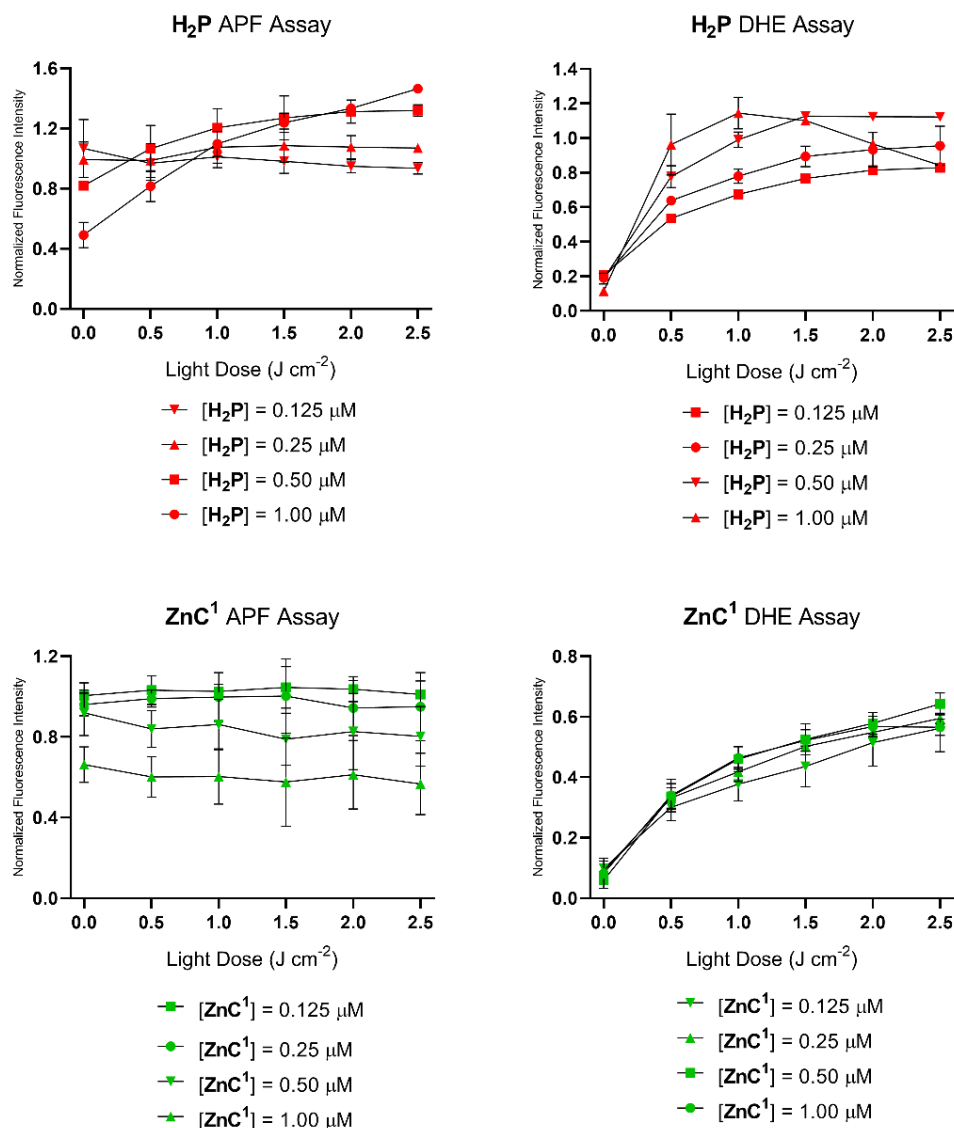 H₂P APF Assay
Normalized Fluorescence Intensity
1.6
1.2
0.8
0.4
0.0
0.0 0.5 1.0 1.5 2.0 2.5
Light Dose (J cm⁻²)
[H₂P] = 0.125 μM
[H₂P] = 0.25 μM
[H₂P] = 0.50 μM
[H₂P] = 1.00 μM
H₂P DHE Assay
Normalized Fluorescence Intensity
1.4
1.2
1.0
0.8
0.6
0.4
0.2
0.0
0.0 0.5 1.0 1.5 2.0 2.5
Light Dose (J cm⁻²)
[H₂P] = 0.125 μM
[H₂P] = 0.25 μM
[H₂P] = 0.50 μM
[H₂P] = 1.00 μM
ZnC¹ APF Assay
Normalized Fluorescence Intensity
1.2
0.8
0.4
0.0
0.0 0.5 1.0 1.5 2.0 2.5
Light Dose (J cm⁻²)
[ZnC¹] = 0.125 μM
[ZnC¹] = 0.25 μM
[ZnC¹] = 0.50 μM
[ZnC¹] = 1.00 μM
ZnC¹ DHE Assay
Normalized Fluorescence Intensity
0.8
0.6
0.4
0.2
0.0
0.0 0.5 1.0 1.5 2.0 2.5
Light Dose (J cm⁻²)
[ZnC¹] = 0.125 μM
[ZnC¹] = 0.25 μM
[ZnC¹] = 0.50 μM
[ZnC¹] = 1.00 μM